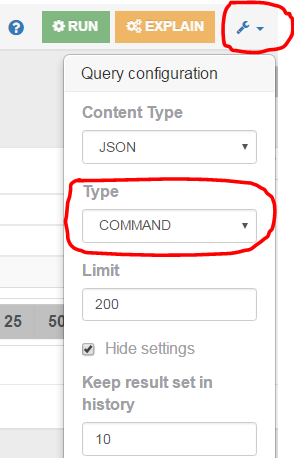 ? RUN EXPLAIN
Query configuration
Content Type
JSON
Type
COMMAND
Limit
25 50
200
Hide settings
Keep result set in
history
10